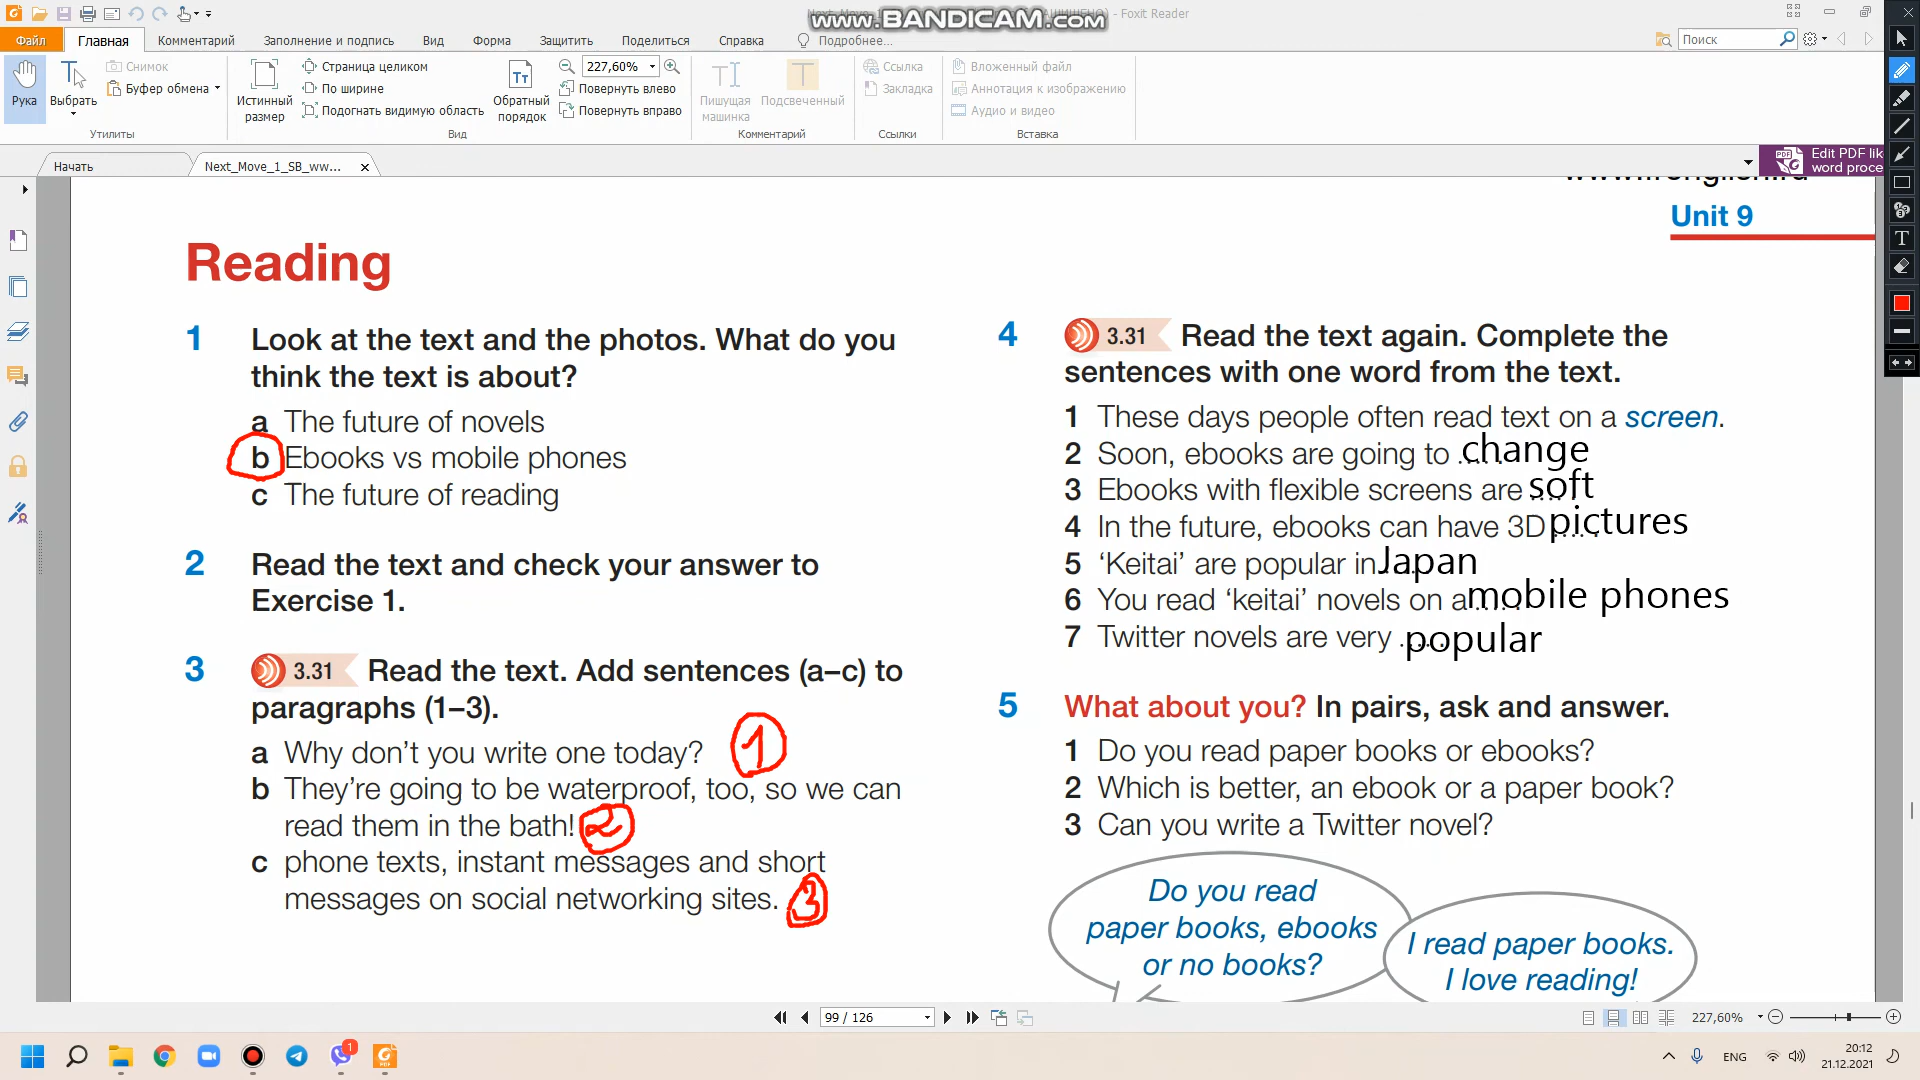 www.BANDICAM.com
- Foxit Reader
Файл Главная Комментарий Заполнение и подпись Вид Форма Защитить Поделиться Справка Подробнее... Поиск
Рука
Выбрать
Снимок
Буфер обмена
Утилиты
Истинный размер
Страница целиком
По ширине
Подогнать видимую область
Обратный порядок
227,60%
Повернуть влево
Повернуть вправо
Вид
Пишущая машинка
Подсвеченный
Комментарий
Ссылка
Закладка
Ссылки
Вложенный файл
Аннотация к изображению
Аудио и видео
Вставка
Начать
Next_Move_1_SB_ww...
Edit PDF lik
word proce
Unit 9
Reading
1 Look at the text and the photos. What do you
think the text is about?
a The future of novels
b Ebooks vs mobile phones
c The future of reading
2 Read the text and check your answer to
Exercise 1.
3 3.31 Read the text. Add sentences (a–c) to
paragraphs (1–3).
a Why don't you write one today? 1
b They're going to be waterproof, too, so we can
read them in the bath! 2
c phone texts, instant messages and short
messages on social networking sites. 3
4 3.31 Read the text again. Complete the
sentences with one word from the text.
1 These days people often read text on a screen.
2 Soon, ebooks are going to change
3 Ebooks with flexible screens are soft
4 In the future, ebooks can have 3D pictures
5 'Keitai' are popular in Japan
6 You read 'keitai' novels on a mobile phones
7 Twitter novels are very popular
5 What about you? In pairs, ask and answer.
1 Do you read paper books or ebooks?
2 Which is better, an ebook or a paper book?
3 Can you write a Twitter novel?
Do you read
paper books, ebooks
or no books?
I read paper books.
I love reading!
99 / 126
227,60%
1
ENG
20:12
21.12.2021